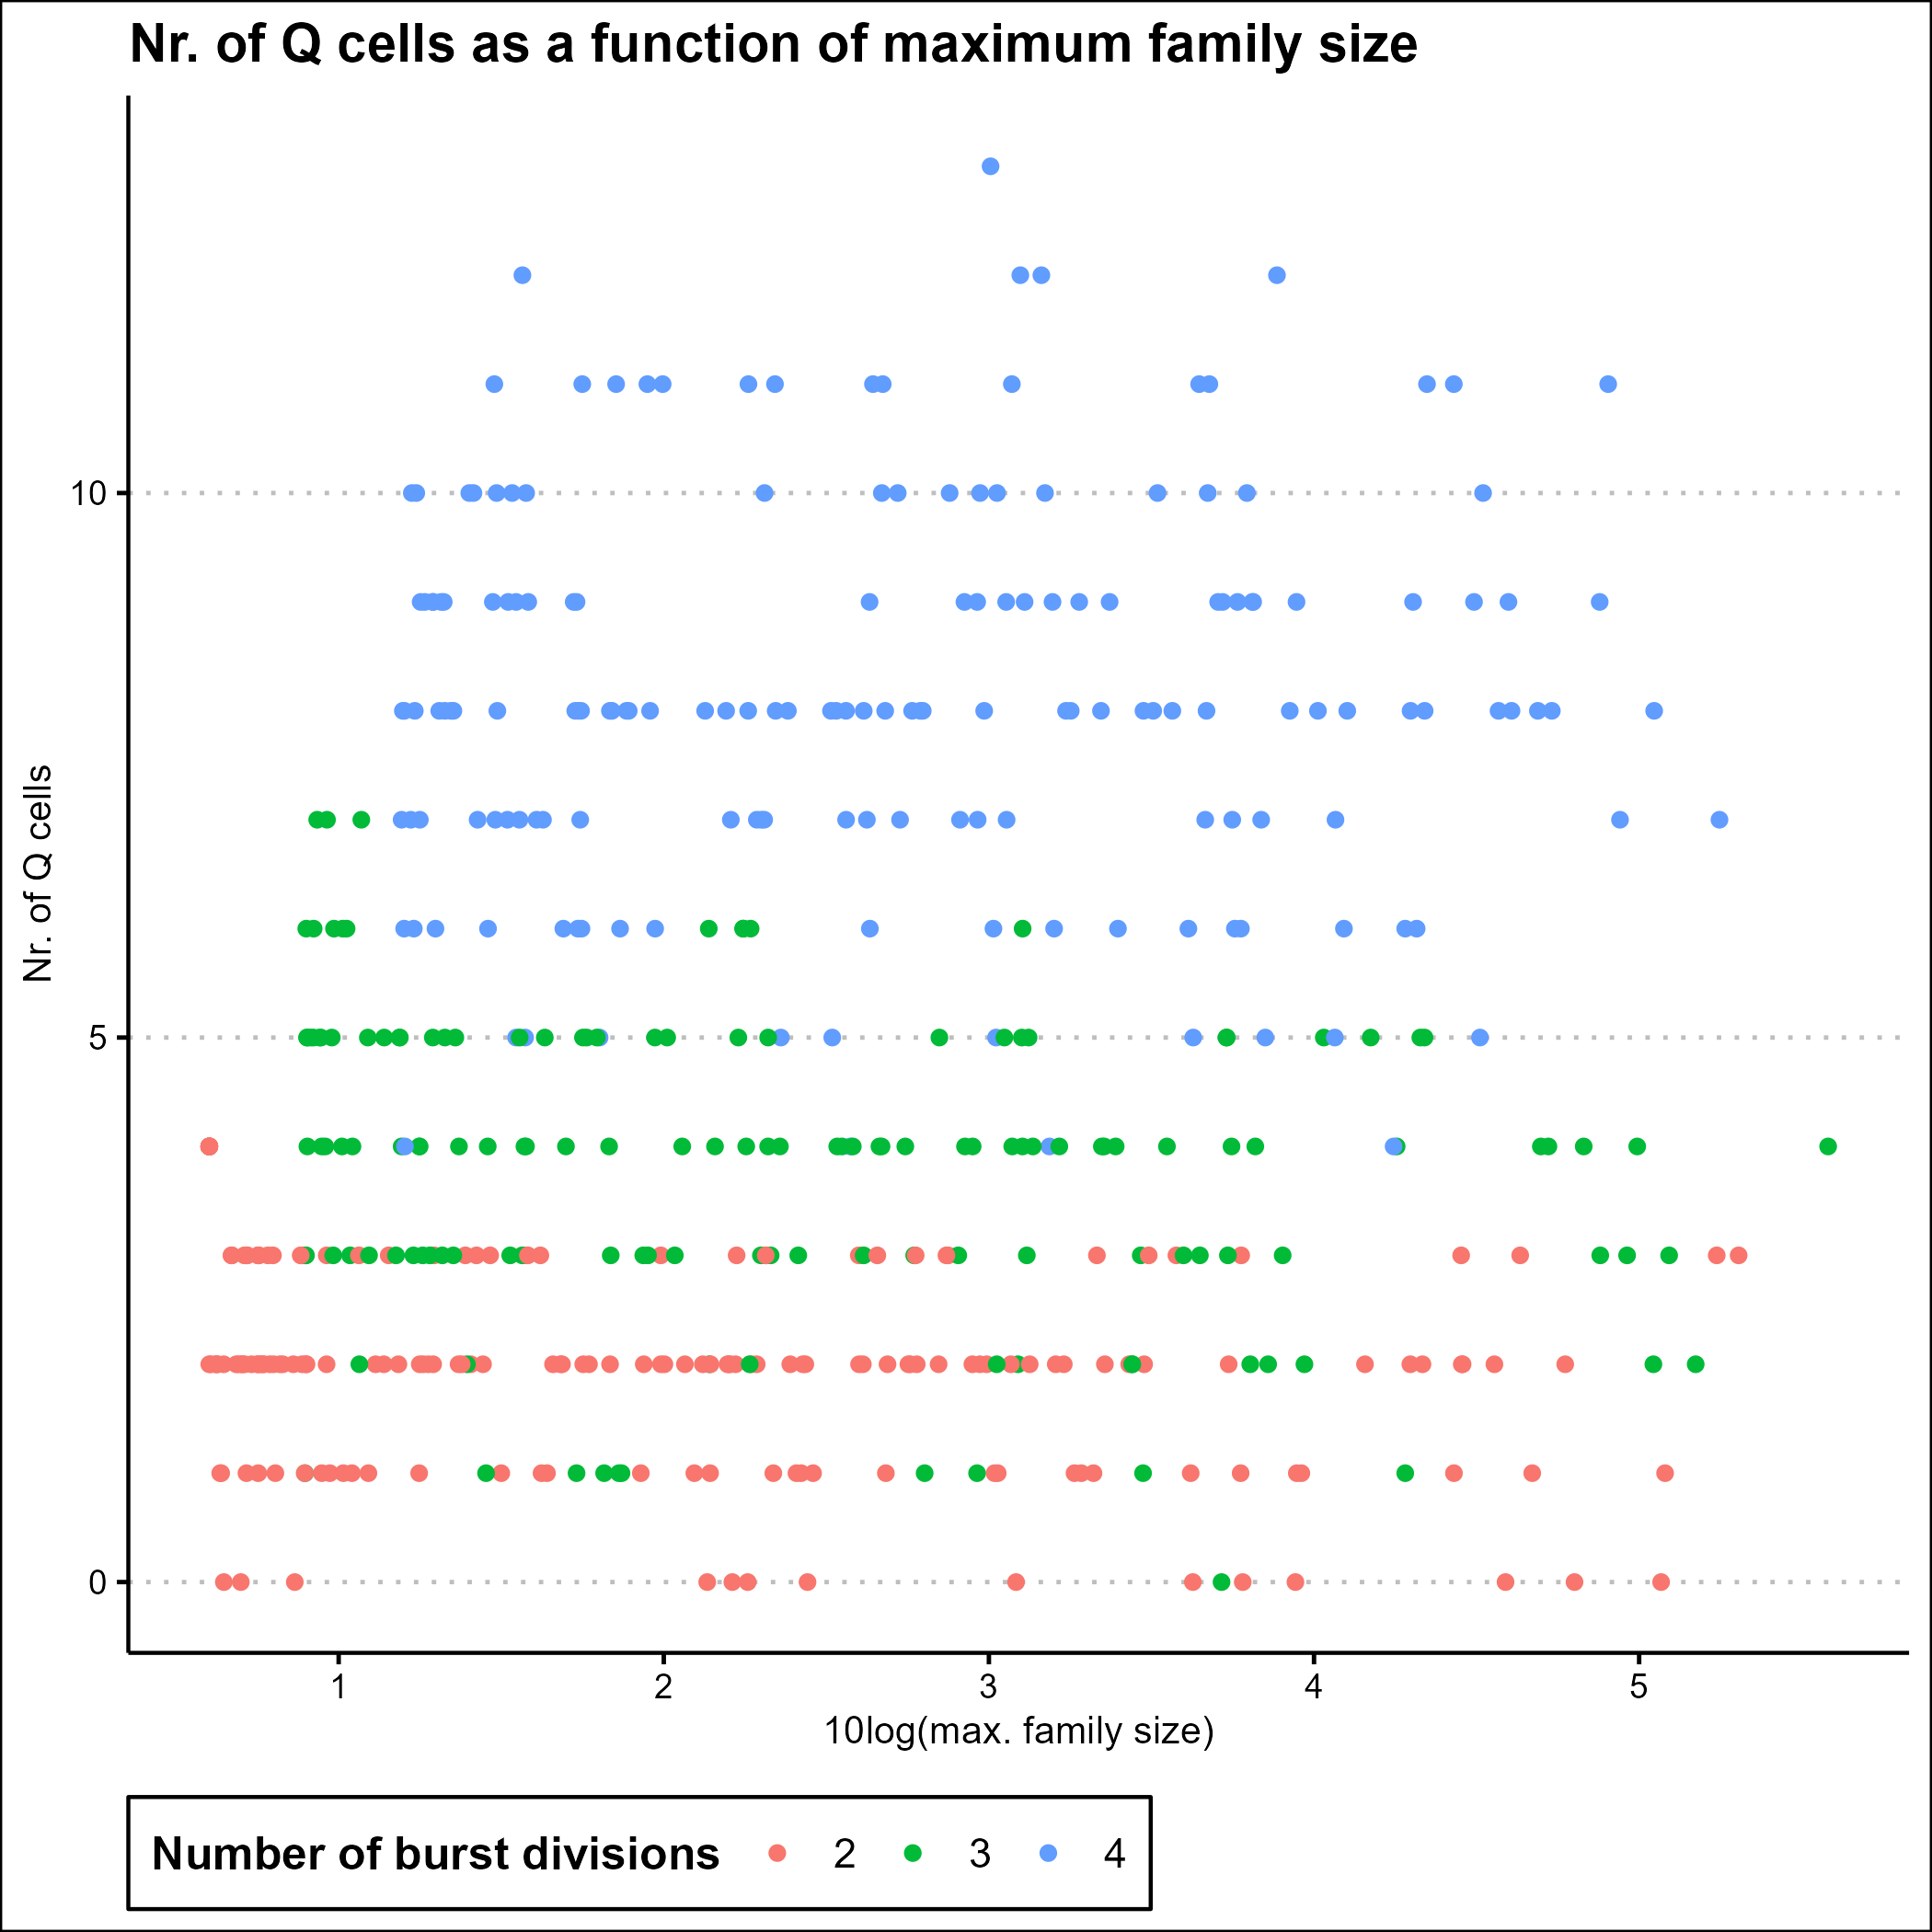 Nr. of Q cells as a function of maximum family size
Nr. of Q cells
10
5
0
1 2 3 4 5
10log(max. family size)
Number of burst divisions 2 3 4